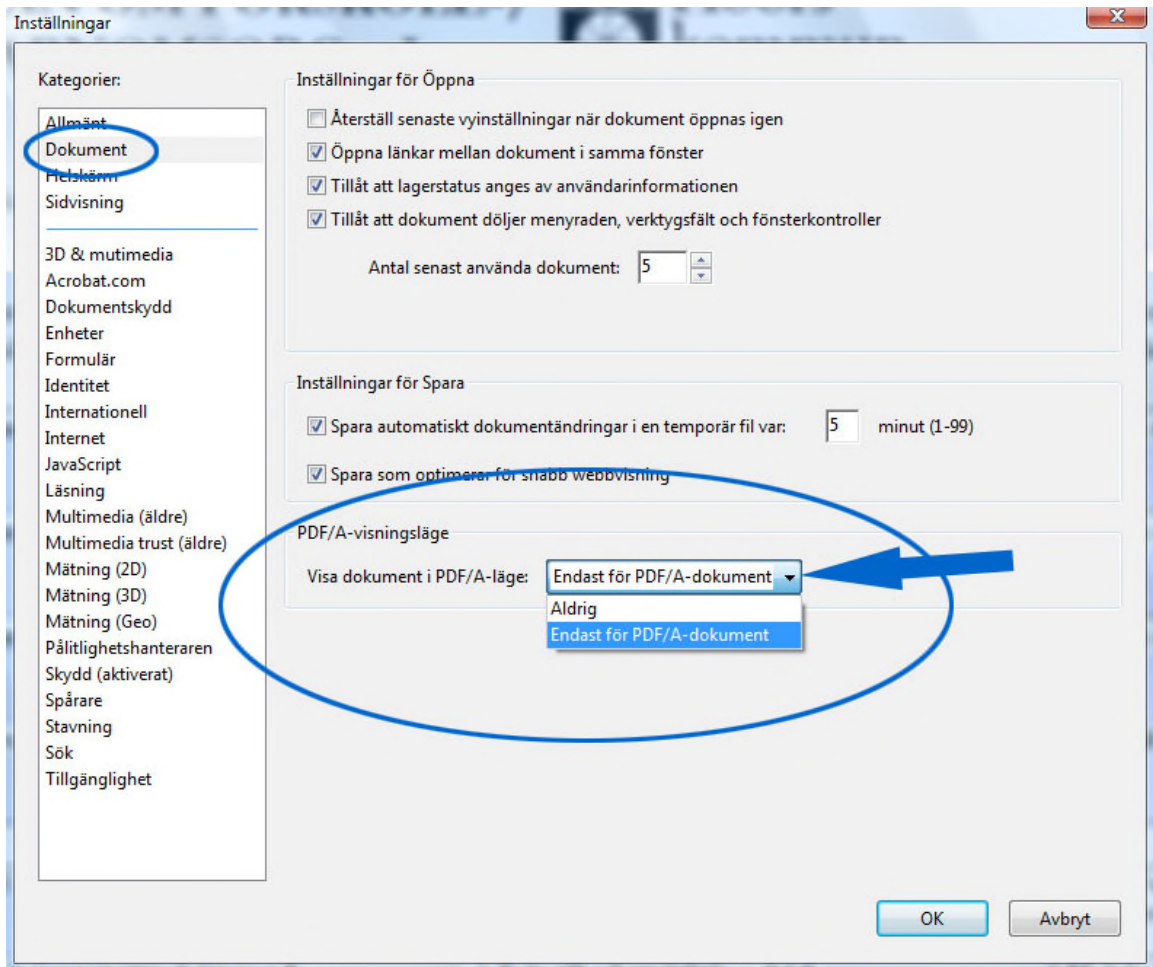 Inställningar
Kategorier:
Allmänt
Dokument
Helskärm
Sidvisning
3D & mutimedia
Acrobat.com
Dokumentskydd
Enheter
Formulär
Identitet
Internationell
Internet
JavaScript
Läsning
Multimedia (äldre)
Multimedia trust (äldre)
Mätning (2D)
Mätning (3D)
Mätning (Geo)
Pålitlighetshanteraren
Skydd (aktiverat)
Spårare
Stavning
Sök
Tillgänglighet
Inställningar för Öppna
Återställ senaste vyinställningar när dokument öppnas igen
Öppna länkar mellan dokument i samma fönster
Tillåt att lagerstatus anges av användarinformationen
Tillåt att dokument döljer menyraden, verktygsfält och fönsterkontroller
Antal senast använda dokument: 5
Inställningar för Spara
Spara automatiskt dokumentändringar i en temporär fil var: 5 minut (1-99)
Spara som optimerar för snabb webbvisning
PDF/A-visningsläge
Visa dokument i PDF/A-läge: Endast för PDF/A-dokument
Aldrig
Endast för PDF/A-dokument
OK Avbryt